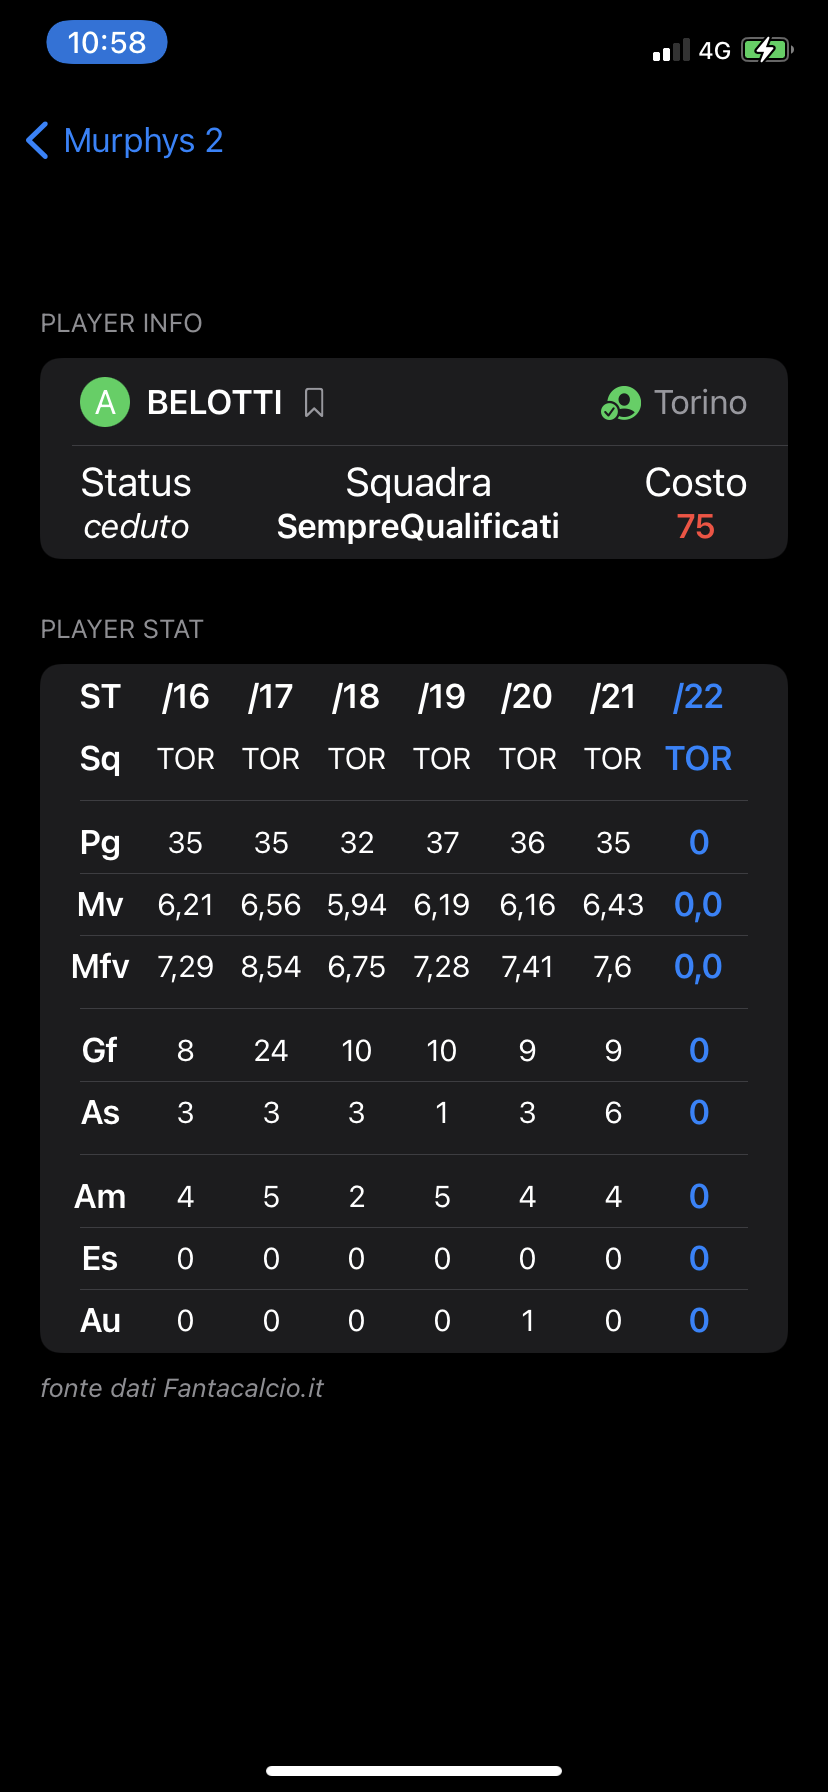 10:58 4G
Murphys 2
PLAYER INFO
A BELOTTI Torino
Status Squadra Costo
ceduto SempreQualificati 75
PLAYER STAT
ST /16 /17 /18 /19 /20 /21 /22
Sq TOR TOR TOR TOR TOR TOR TOR
Pg 35 35 32 37 36 35 0
Mv 6,21 6,56 5,94 6,19 6,16 6,43 0,0
Mfv 7,29 8,54 6,75 7,28 7,41 7,6 0,0
Gf 8 24 10 10 9 9 0
As 3 3 3 1 3 6 0
Am 4 5 2 5 4 4 0
Es 0 0 0 0 0 0 0
Au 0 0 0 0 1 0 0
fonte dati Fantacalcio.it